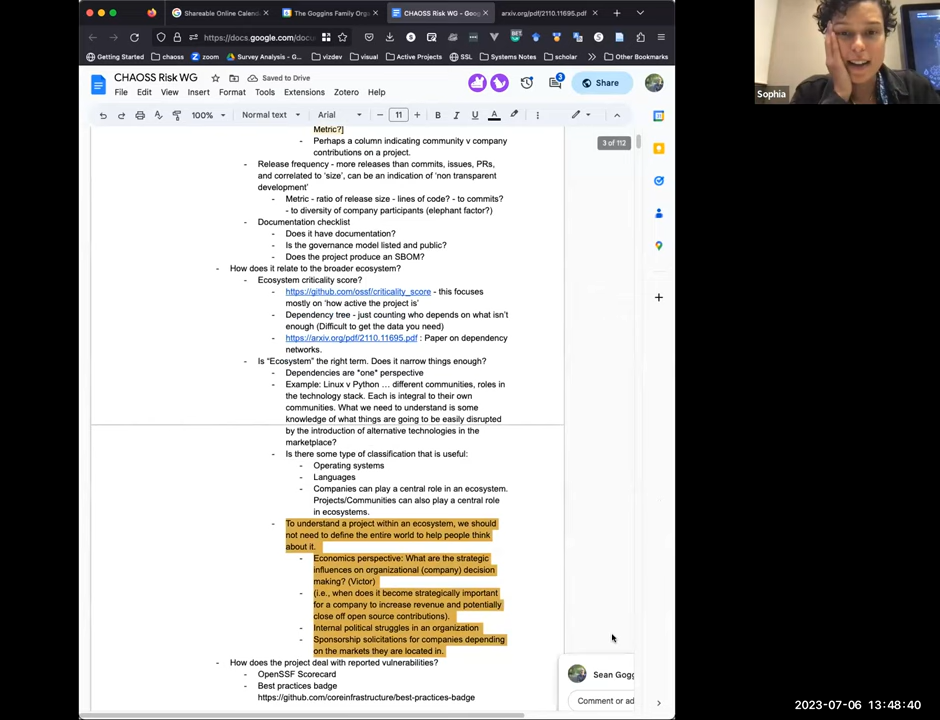 Shareable Online Calend
The Goggins Family Orga
CHAOSS Risk WG - Goog
arxiv.org/pdf/2110.11695.pdf
https://docs.google.com/docu
Getting Started
chaoss
zoom
Survey Analysis - G...
vizdev
visual
SSL
Systems Notes
scholar
Other Bookmarks
CHAOSS Risk WG
Saved to Drive
File Edit View Insert Format Tools Extensions Zotero Help
3
Share
100%
Normal text
Arial
11
B I U A
3 of 112
Metric?]
- Perhaps a column indicating community v company
contributions on a project.
- Release frequency - more releases than commits, issues, PRs,
and correlated to 'size', can be an indication of 'non transparent
development'
- Metric - ratio of release size - lines of code? - to commits?
- to diversity of company participants (elephant factor?)
- Documentation checklist
- Does it have documentation?
- Is the governance model listed and public?
- Does the project produce an SBOM?
- How does it relate to the broader ecosystem?
- Ecosystem criticality score?
- https://github.com/ossf/criticality_score - this focuses
mostly on 'how active the project is'
- Dependency tree - just counting who depends on what isn't
enough (Difficult to get the data you need)
- https://arxiv.org/pdf/2110.11695.pdf : Paper on dependency
networks.
- Is "Ecosystem" the right term. Does it narrow things enough?
- Dependencies are *one* perspective
- Example: Linux v Python ... different communities, roles in
the technology stack. Each is integral to their own
communities. What we need to understand is some
knowledge of what things are going to be easily disrupted
by the introduction of alternative technologies in the
marketplace?
- Is there some type of classification that is useful:
- Operating systems
- Languages
- Companies can play a central role in an ecosystem.
Projects/Communities can also play a central role
in ecosystems.
- To understand a project within an ecosystem, we should
not need to define the entire world to help people think
about it.
- Economics perspective: What are the strategic
influences on organizational (company) decision
making? (Victor)
- (i.e., when does it become strategically important
for a company to increase revenue and potentially
close off open source contributions).
- Internal political struggles in an organization
- Sponsorship solicitations for companies depending
on the markets they are located in.
- How does the project deal with reported vulnerabilities?
- OpenSSF Scorecard
- Best practices badge
https://github.com/coreinfrastructure/best-practices-badge
Sean Gogg
Comment or ad
Sophia
2023-07-06 13:48:40